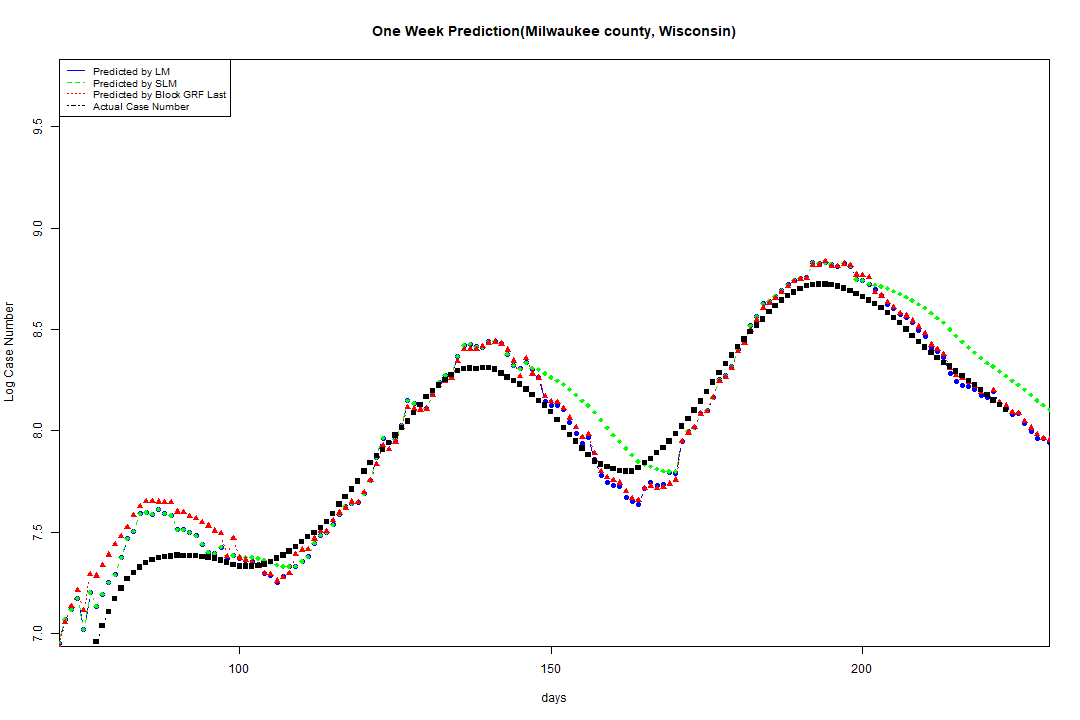 One Week Prediction(Milwaukee county, Wisconsin)
Predicted by LM
Predicted by SLM
Predicted by Block GRF Last
Actual Case Number
9.5
9.0
8.5
8.0
7.5
7.0
Log Case Number
100 150 200
days